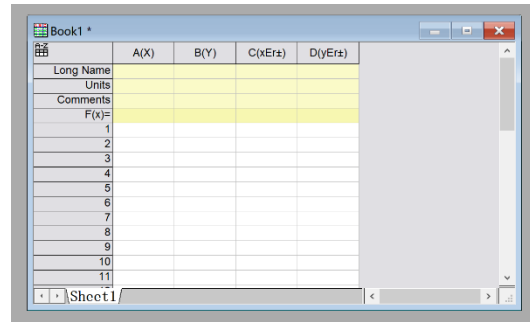 Book1 *
A(X) B(Y) C(xEr±) D(yEr±)
Long Name
Units
Comments
F(x)=
1
2
3
4
5
6
7
8
9
10
11
Sheet1